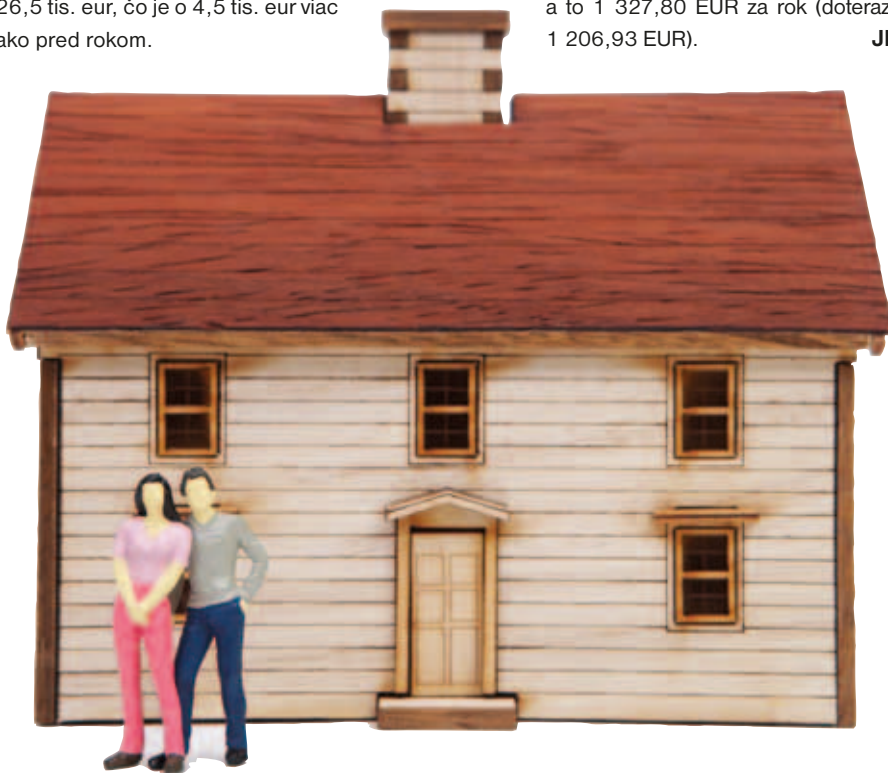 26,5 tis. eur, čo je o 4,5 tis. eur viac
ako pred rokom.
a to 1 327,80 EUR za rok (doteraz
1 206,93 EUR).